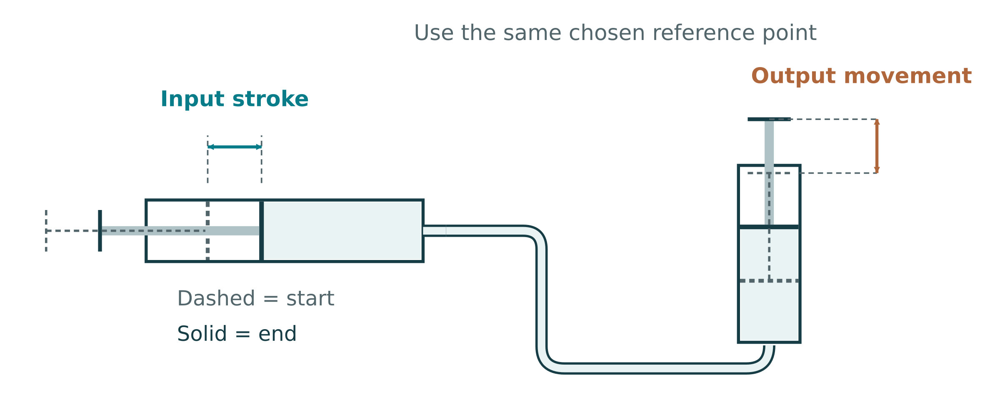 Use the same chosen reference point
Output movement
Input stroke
Dashed = start
Solid = end